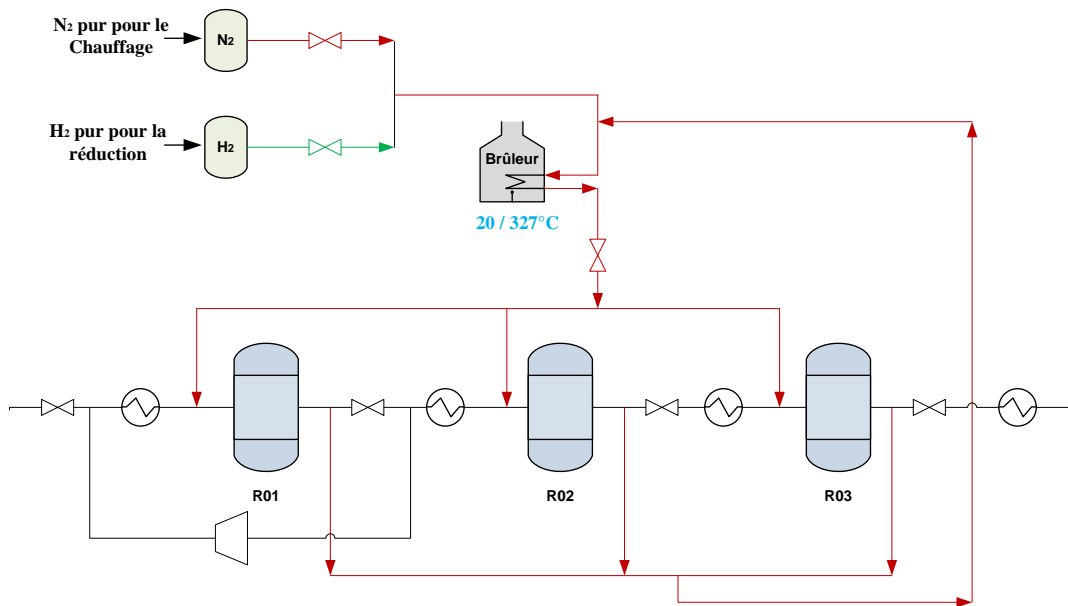 N₂ pur pour le
Chauffage
N₂
H₂ pur pour la
réduction
H₂
Brûleur
20 / 327°C
R01
R02
R03